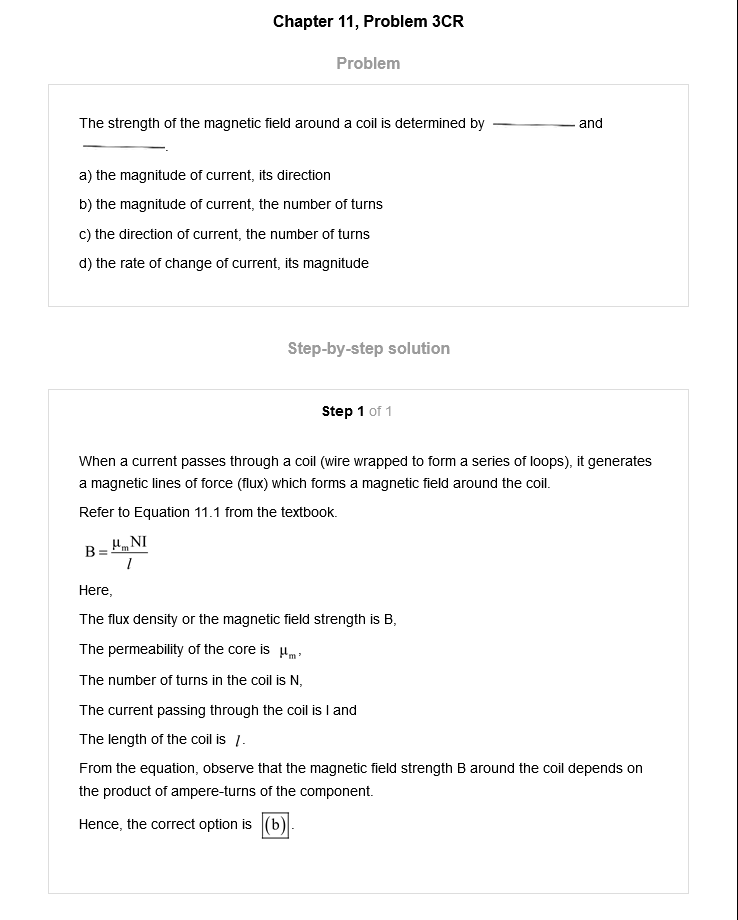 Chapter 11, Problem 3CR
Problem
The strength of the magnetic field around a coil is determined by __________ and
__________.
a) the magnitude of current, its direction
b) the magnitude of current, the number of turns
c) the direction of current, the number of turns
d) the rate of change of current, its magnitude
Step-by-step solution
Step 1 of 1
When a current passes through a coil (wire wrapped to form a series of loops), it generates
a magnetic lines of force (flux) which forms a magnetic field around the coil.
Refer to Equation 11.1 from the textbook.
B = μₘNI / l
Here,
The flux density or the magnetic field strength is B,
The permeability of the core is μₘ,
The number of turns in the coil is N,
The current passing through the coil is I and
The length of the coil is l.
From the equation, observe that the magnetic field strength B around the coil depends on
the product of ampere-turns of the component.
Hence, the correct option is (b).